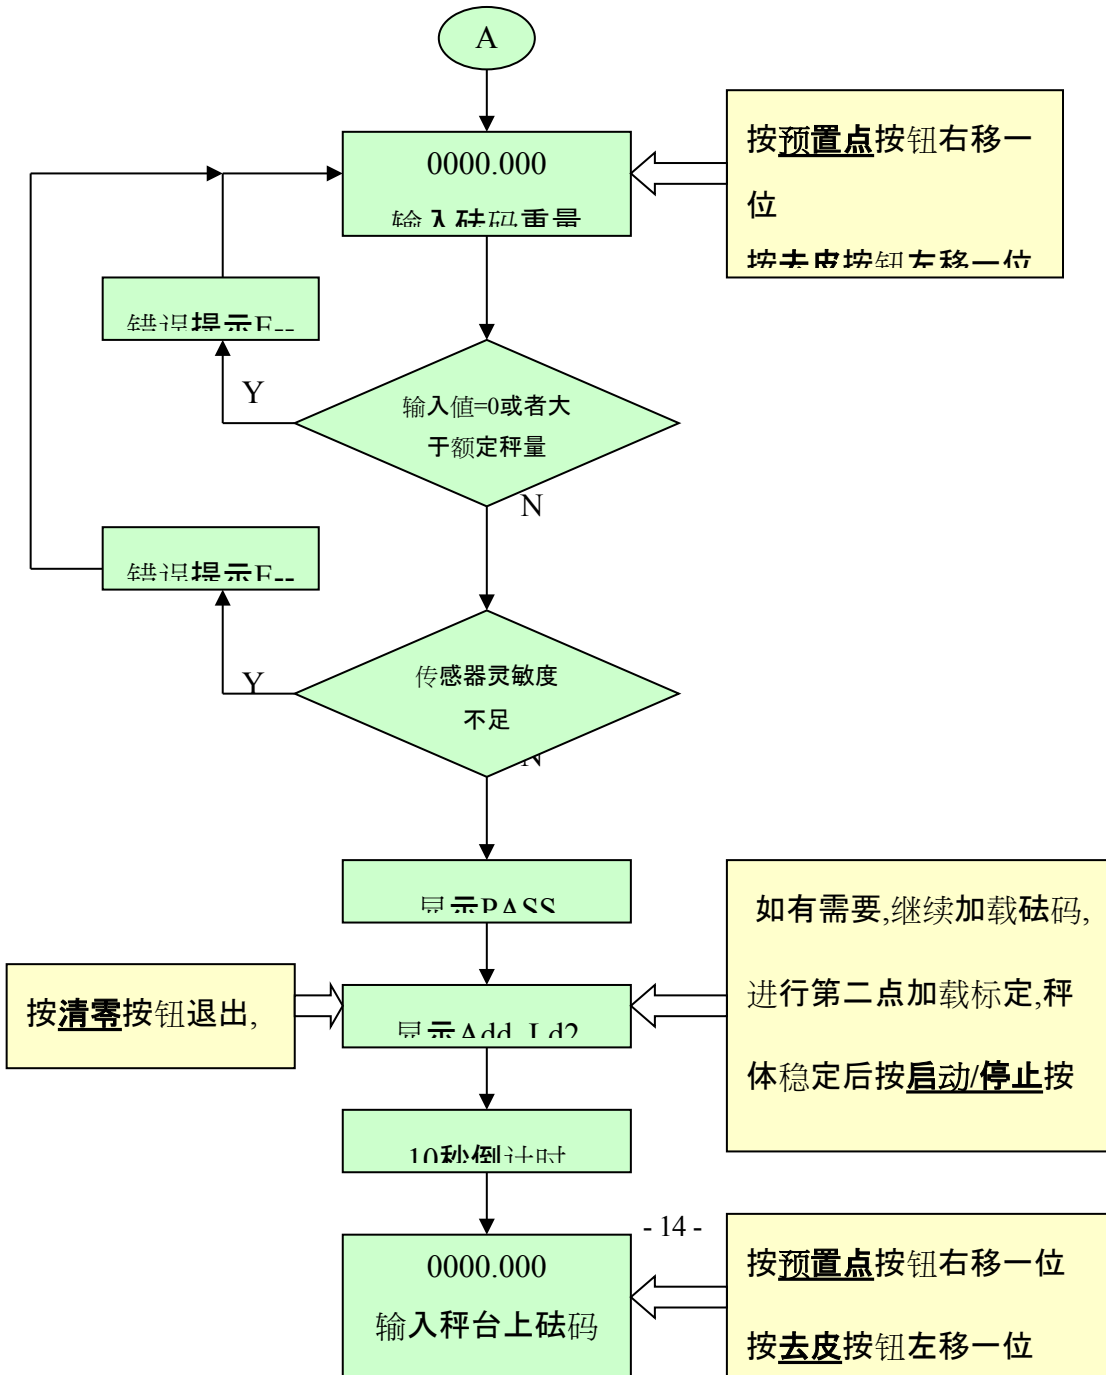 A
0000.000
输入砝码重量
按预置点按钮右移一
位
按去皮按钮左移一位
错误提示E--
Y
输入値=0或者大
于额定秤量
N
错误提示E--
Y
传感器灵敏度
不足
N
显示PASS
如有需要,继续加载砝码,
进行第二点加载标定,秤
体稳定后按启动/停止按
按清零按钮退出,
显示Add_Ld2
10秒倒计时
- 14 -
0000.000
输入秤台上砝码
按预置点按钮右移一位
按去皮按钮左移一位